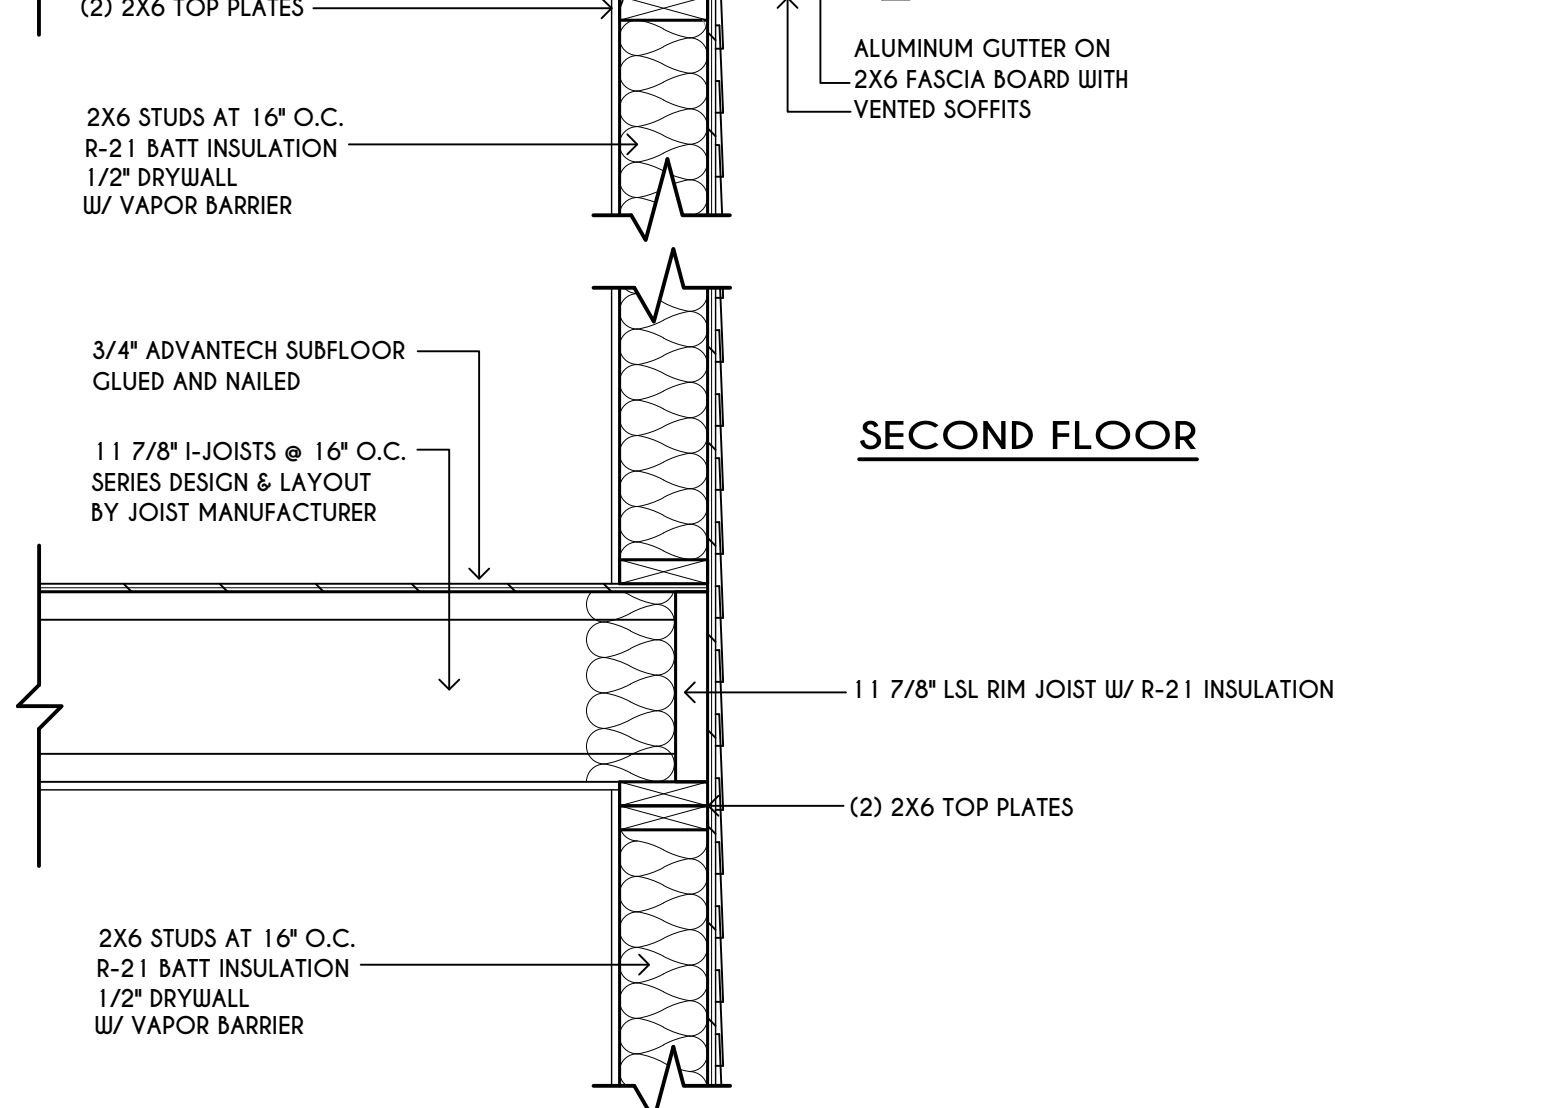 (2) 2X6 TOP PLATES
ALUMINUM GUTTER ON
2X6 FASCIA BOARD WITH
VENTED SOFFITS
2X6 STUDS AT 16" O.C.
R-21 BATT INSULATION
1/2" DRYWALL
W/ VAPOR BARRIER
3/4" ADVANTECH SUBFLOOR
GLUED AND NAILED
SECOND FLOOR
11 7/8" I-JOISTS @ 16" O.C.
SERIES DESIGN & LAYOUT
BY JOIST MANUFACTURER
11 7/8" LSL RIM JOIST W/ R-21 INSULATION
(2) 2X6 TOP PLATES
2X6 STUDS AT 16" O.C.
R-21 BATT INSULATION
1/2" DRYWALL
W/ VAPOR BARRIER